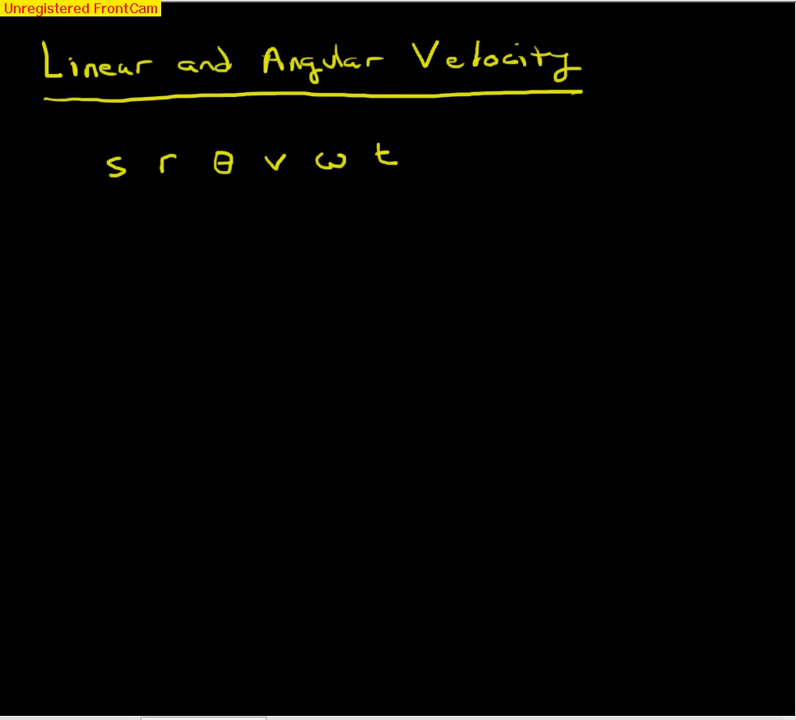 Unregistered FrontCam
Linear and Angular Velocity
s r θ v ω t